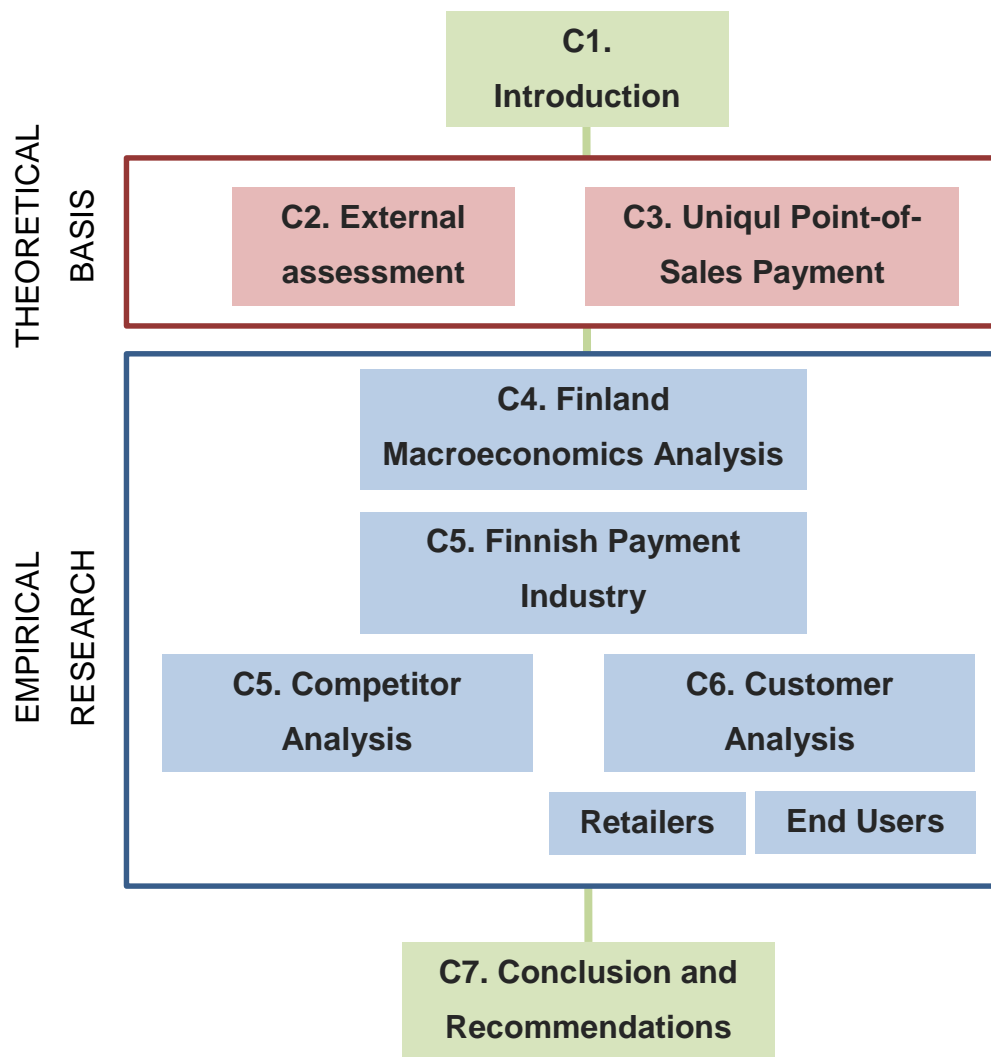 C1.
Introduction
THEORETICAL
BASIS
C2. External
assessment
C3. Uniqul Point-of-
Sales Payment
EMPIRICAL
RESEARCH
C4. Finland
Macroeconomics Analysis
C5. Finnish Payment
Industry
C5. Competitor
Analysis
C6. Customer
Analysis
Retailers
End Users
C7. Conclusion and
Recommendations